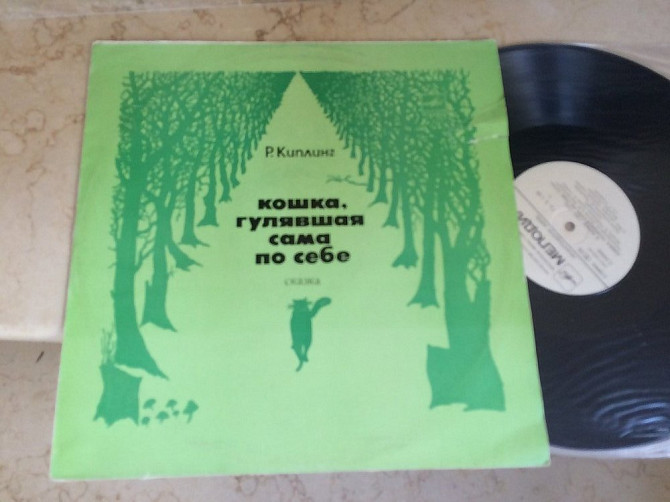 Р. Киплинг
кошка,
гулявшая
сама
по себе
сказка
МЕЛОДИЯ